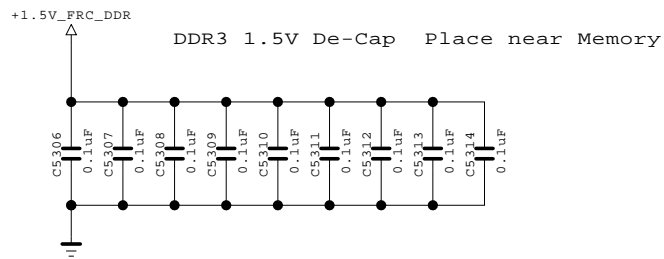 +1.5V_FRC_DDR
DDR3 1.5V De-Cap Place near Memory
C5306
0.1uF
C5307
0.1uF
C5308
0.1uF
C5309
0.1uF
C5310
0.1uF
C5311
0.1uF
C5312
0.1uF
C5313
0.1uF
C5314
0.1uF